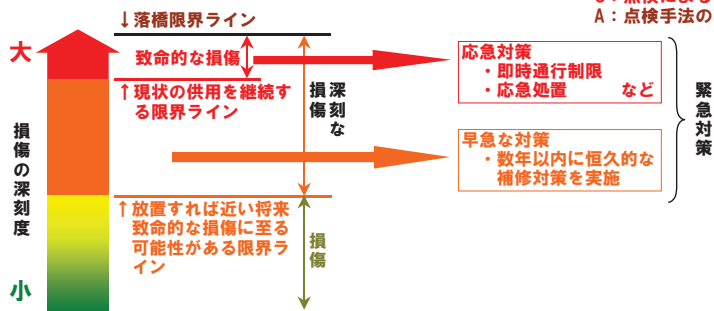 A：点検手法の
↓落橋限界ライン
大
致命的な損傷
↑現状の供用を継続す
る限界ライン
深刻な
損傷
応急対策
・即時通行制限
・応急処置 など
緊急対策
早急な対策
・数年以内に恒久的な
補修対策を実施
損傷の深刻度
↑放置すれば近い将来
致命的な損傷に至る
可能性がある限界ラ
イン
損傷
小